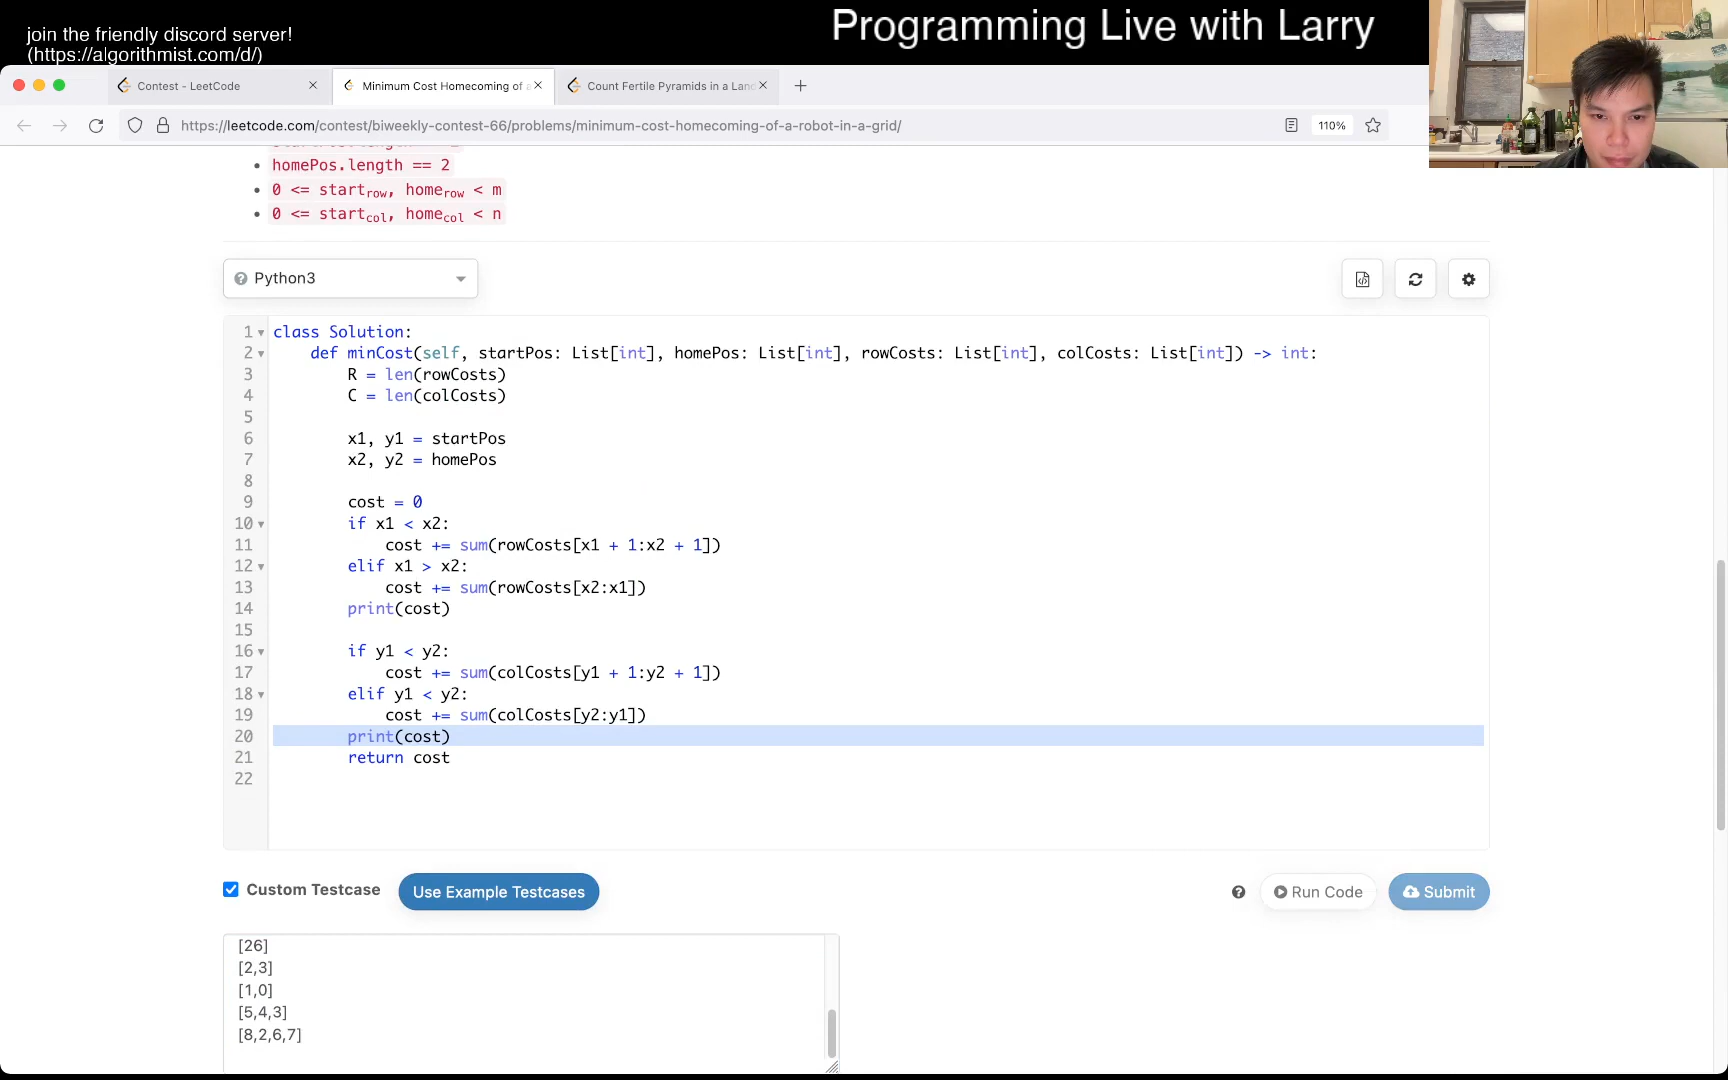 join the friendly discord server!
(https://algorithmist.com/d/)
Programming Live with Larry
Contest - LeetCode
Minimum Cost Homecoming of a
Count Fertile Pyramids in a Land
https://leetcode.com/contest/biweekly-contest-66/problems/minimum-cost-homecoming-of-a-robot-in-a-grid/
110%
homePos.length == 2
0 <= startrow, homerow < m
0 <= startcol, homecol < n
Python3
1 class Solution:
2 def minCost(self, startPos: List[int], homePos: List[int], rowCosts: List[int], colCosts: List[int]) -> int:
3 R = len(rowCosts)
4 C = len(colCosts)
5
6 x1, y1 = startPos
7 x2, y2 = homePos
8
9 cost = 0
10 if x1 < x2:
11 cost += sum(rowCosts[x1 + 1:x2 + 1])
12 elif x1 > x2:
13 cost += sum(rowCosts[x2:x1])
14 print(cost)
15
16 if y1 < y2:
17 cost += sum(colCosts[y1 + 1:y2 + 1])
18 elif y1 < y2:
19 cost += sum(colCosts[y2:y1])
20 print(cost)
21 return cost
22
Custom Testcase
Use Example Testcases
Run Code
Submit
[26]
[2,3]
[1,0]
[5,4,3]
[8,2,6,7]